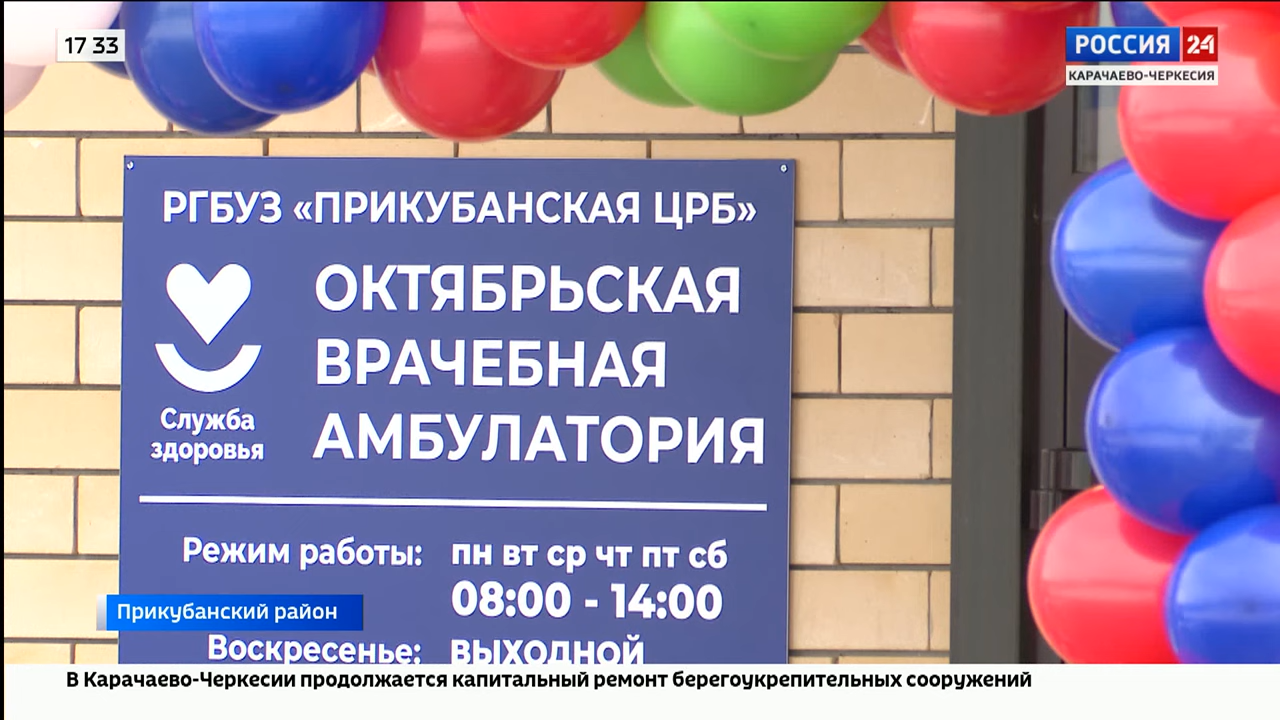 17 33
РОССИЯ 24
КАРАЧАЕВО-ЧЕРКЕСИЯ
РГБУЗ «ПРИКУБАНСКАЯ ЦРБ»
ОКТЯБРЬСКАЯ
ВРАЧЕБНАЯ
АМБУЛАТОРИЯ
Служба
здоровья
Режим работы: пн вт ср чт пт сб
08:00 - 14:00
Прикубанский район
Воскресенье: выходной
В Карачаево-Черкесии продолжается капитальный ремонт берегоукрепительных сооружений